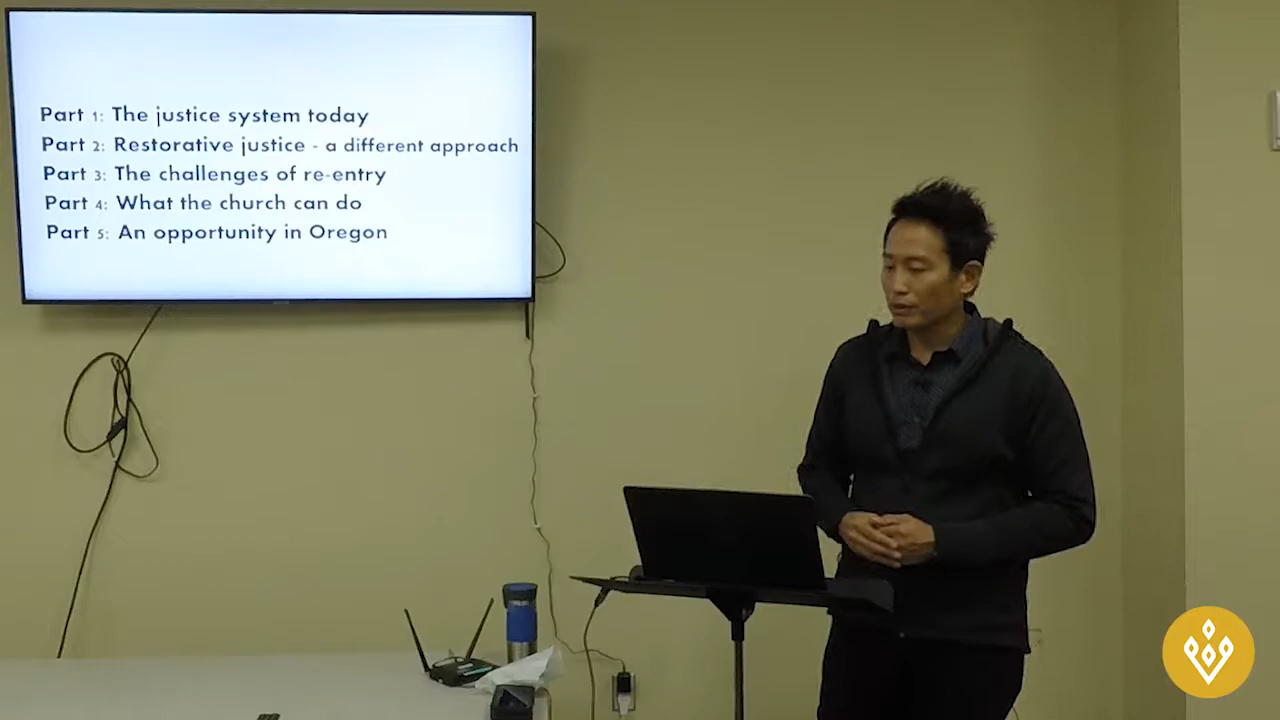 Part 1: The justice system today
Part 2: Restorative justice - a different approach
Part 3: The challenges of re-entry
Part 4: What the church can do
Part 5: An opportunity in Oregon